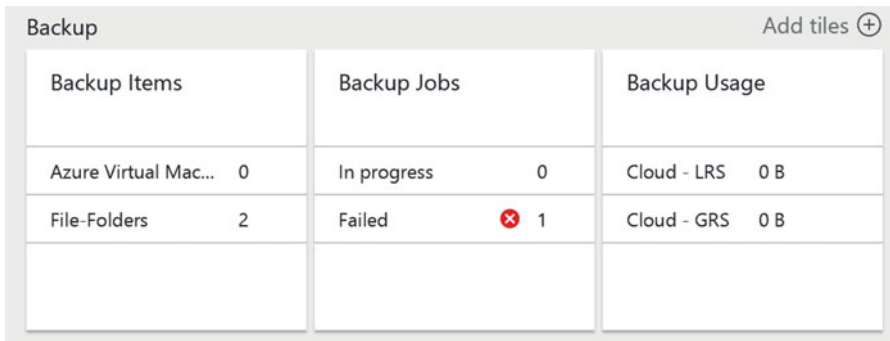 Backup
Add tiles
Backup Items
Azure Virtual Mac... 0
File-Folders 2
Backup Jobs
In progress 0
Failed 1
Backup Usage
Cloud - LRS 0 B
Cloud - GRS 0 B